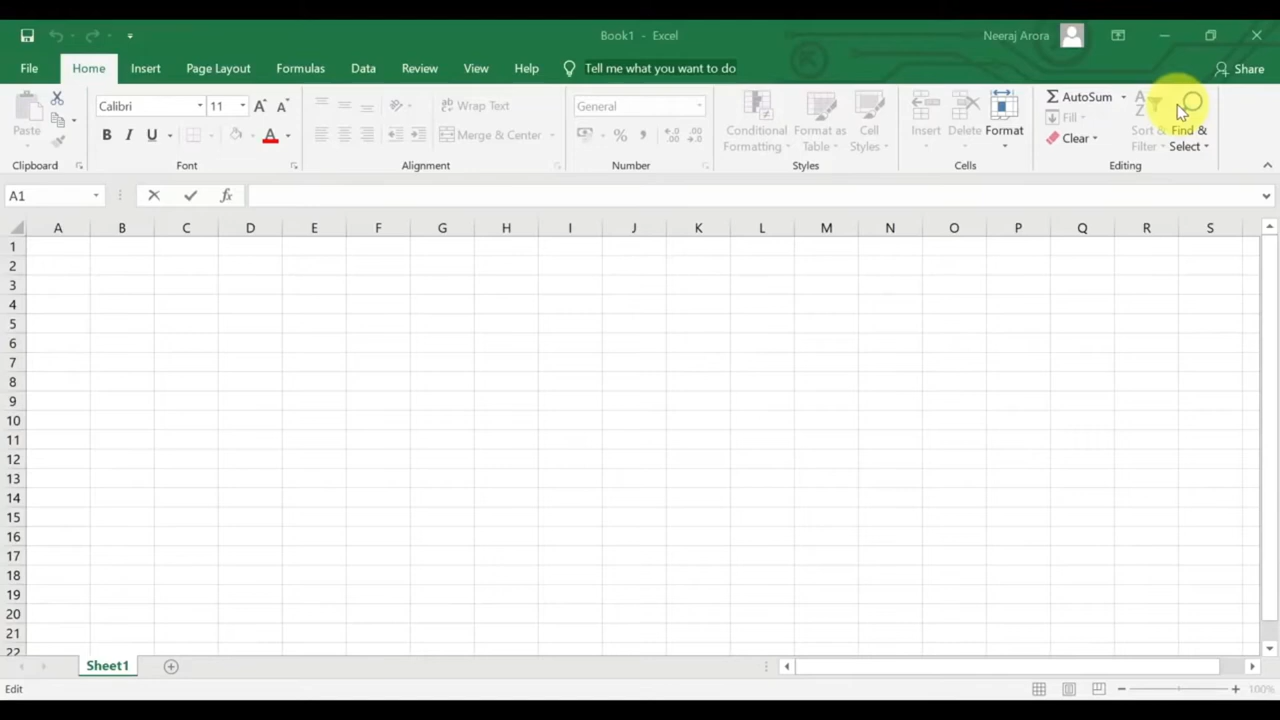 Book1 - Excel
Neeraj Arora
File Home Insert Page Layout Formulas Data Review View Help Tell me what you want to do Share
Paste
Calibri 11 A A
B I U A
Wrap Text
Merge & Center
General
%
Conditional Formatting
Format as Table
Cell Styles
Insert Delete Format
AutoSum
Fill
Clear
Sort & Filter
Find & Select
Clipboard Font Alignment Number Styles Cells Editing
A1 fx
A B C D E F G H I J K L M N O P Q R S
1
2
3
4
5
6
7
8
9
10
11
12
13
14
15
16
17
18
19
20
21
22
Sheet1
Edit 100%